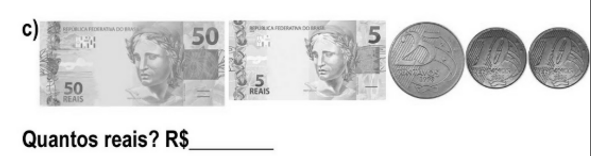 c) REPÚBLICA FEDERATIVA DO BRASIL 50 REPÚBLICA FEDERATIVA DO BRASIL 5 25 10 10
50 REAIS 5 REAIS
Quantos reais? R$_________